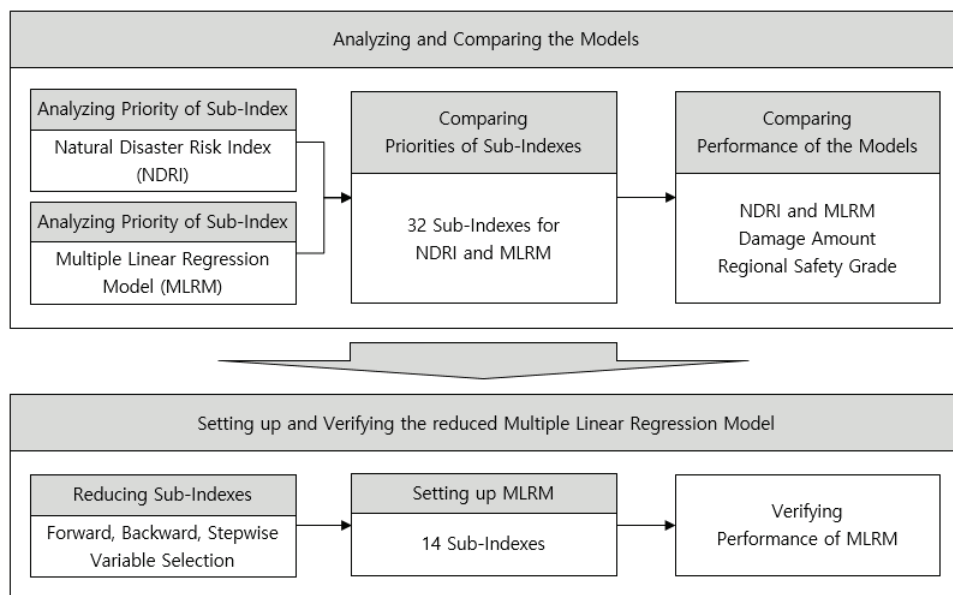 Analyzing and Comparing the Models
Analyzing Priority of Sub-Index
Natural Disaster Risk Index
(NDRI)
Analyzing Priority of Sub-Index
Multiple Linear Regression
Model (MLRM)
Comparing
Priorities of Sub-Indexes
32 Sub-Indexes for
NDRI and MLRM
Comparing
Performance of the Models
NDRI and MLRM
Damage Amount
Regional Safety Grade
Setting up and Verifying the reduced Multiple Linear Regression Model
Reducing Sub-Indexes
Forward, Backward, Stepwise
Variable Selection
Setting up MLRM
14 Sub-Indexes
Verifying
Performance of MLRM